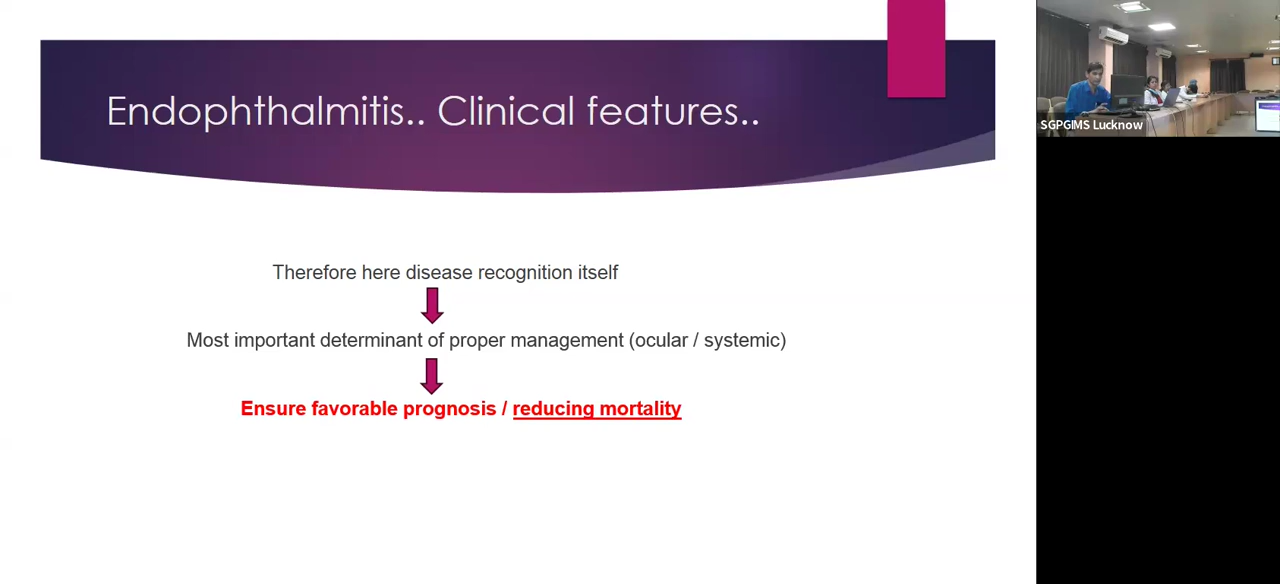 Endophthalmitis.. Clinical features..
Therefore here disease recognition itself
Most important determinant of proper management (ocular / systemic)
Ensure favorable prognosis / reducing mortality
SGPGIMS Lucknow